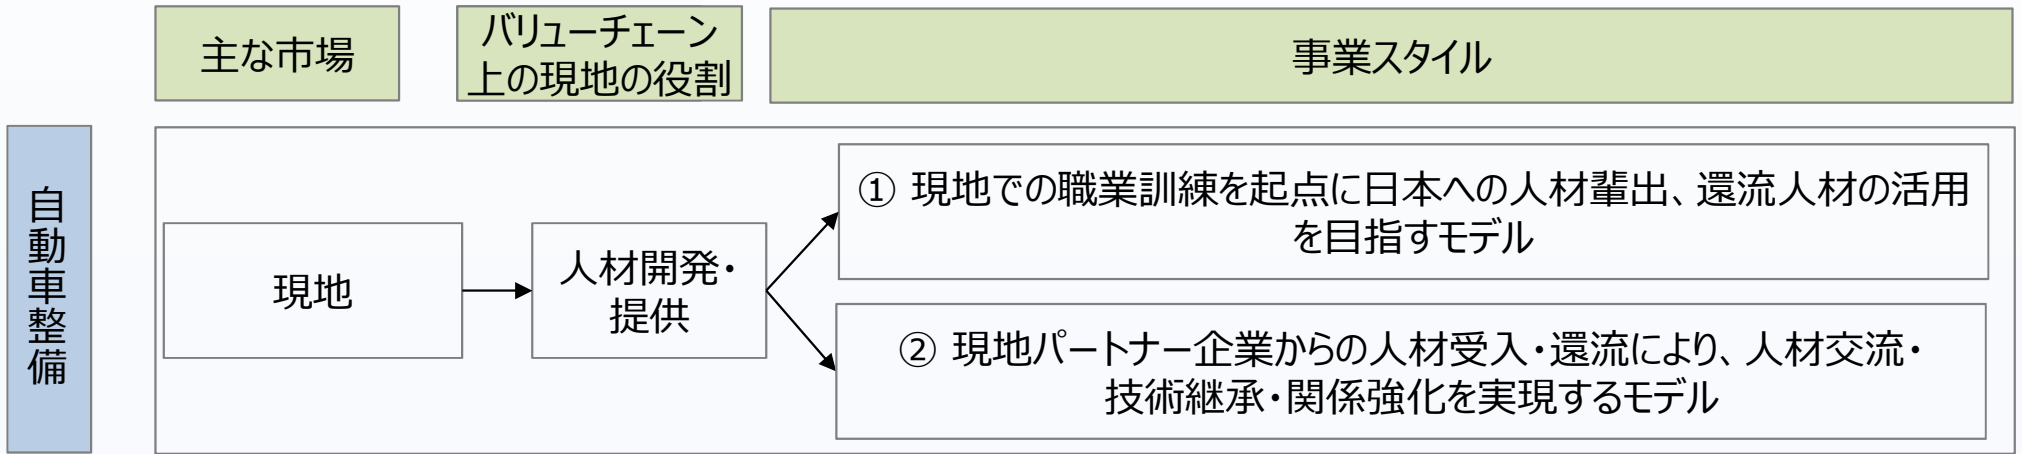 主な市場
バリューチェーン
上の現地の役割
事業スタイル
自動車整備
現地
人材開発・
提供
① 現地での職業訓練を起点に日本への人材輩出、還流人材の活用
を目指すモデル
② 現地パートナー企業からの人材受入・還流により、人材交流・
技術継承・関係強化を実現するモデル